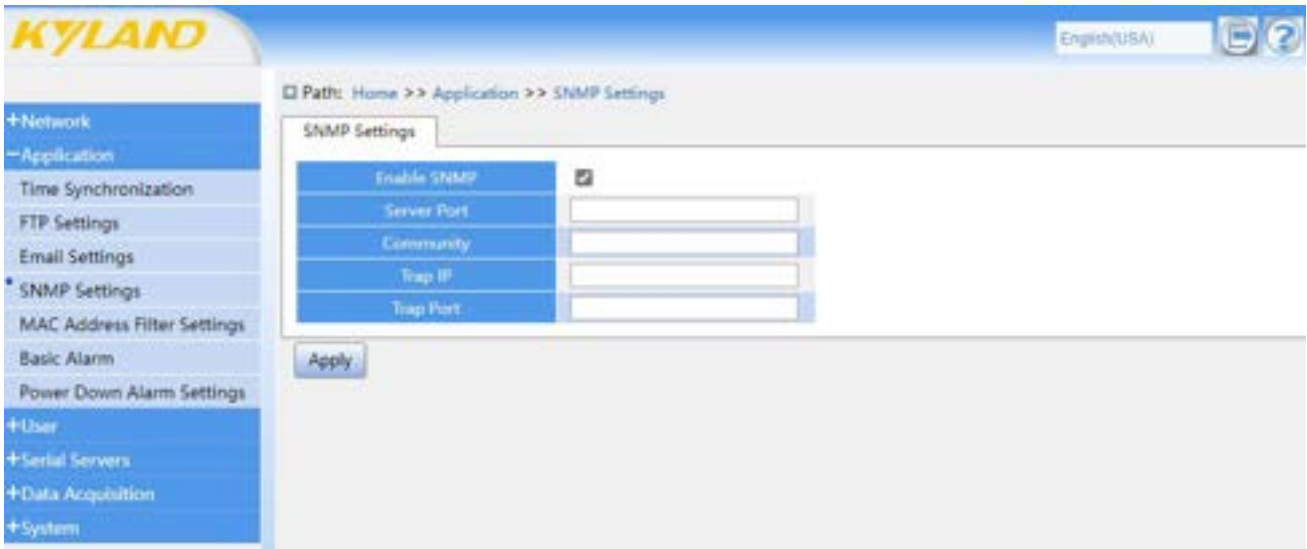 KYLAND
English(USA)
Path: Home >> Application >> SNMP Settings
+Network
−Application
Time Synchronization
FTP Settings
Email Settings
SNMP Settings
MAC Address Filter Settings
Basic Alarm
Power Down Alarm Settings
+User
+Serial Servers
+Data Acquisition
+System
SNMP Settings
Enable SNMP
Server Port
Community
Trap IP
Trap Port
Apply